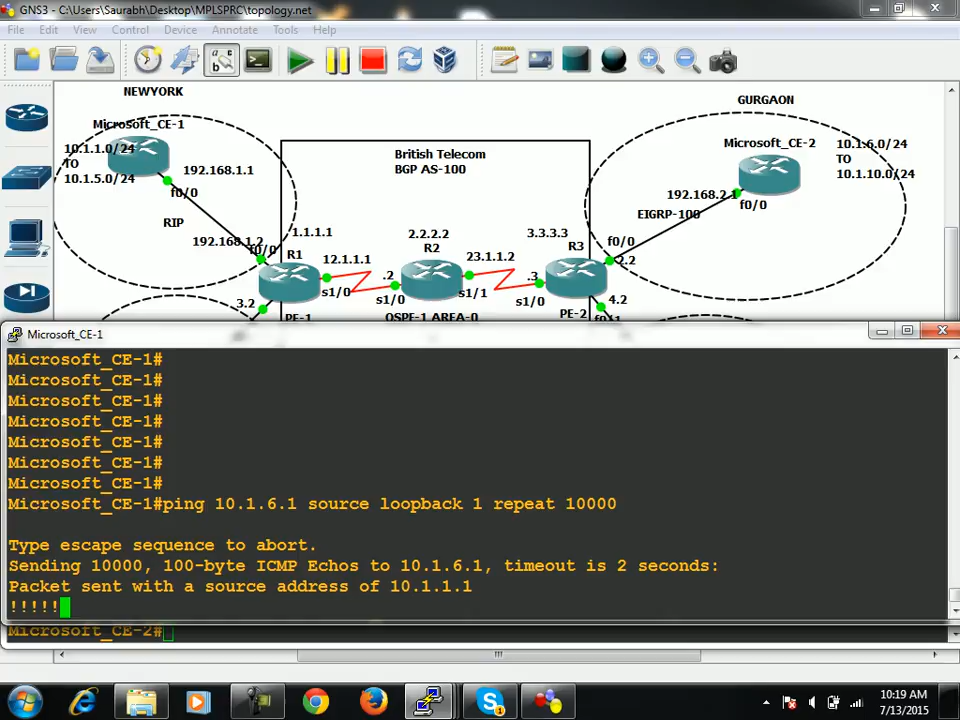 GNS3 - C:\Users\Saurabh\Desktop\MPLSPRC\topology.net
File Edit View Control Device Annotate Tools Help
NEWYORK
GURGAON
Microsoft_CE-1
10.1.1.0/24
TO
10.1.5.0/24
192.168.1.1
f0/0
RIP
192.168.1.2
f0/0
British Telecom
BGP AS-100
Microsoft_CE-2
10.1.6.0/24
TO
10.1.10.0/24
192.168.2.1
f0/0
EIGRP-100
1.1.1.1
R1
12.1.1.1
s1/0
3.2
PE-1
2.2.2.2
R2
.2
s1/0
23.1.1.2
s1/1
OSPF-1 AREA-0
3.3.3.3
R3
.3
s1/0
f0/0
2.2
4.2
PE-2
f0/1
Microsoft_CE-1
Microsoft_CE-1#
Microsoft_CE-1#
Microsoft_CE-1#
Microsoft_CE-1#
Microsoft_CE-1#
Microsoft_CE-1#
Microsoft_CE-1#
Microsoft_CE-1#ping 10.1.6.1 source loopback 1 repeat 10000
Type escape sequence to abort.
Sending 10000, 100-byte ICMP Echos to 10.1.6.1, timeout is 2 seconds:
Packet sent with a source address of 10.1.1.1
!!!!!
Microsoft_CE-2#
10:19 AM
7/13/2015